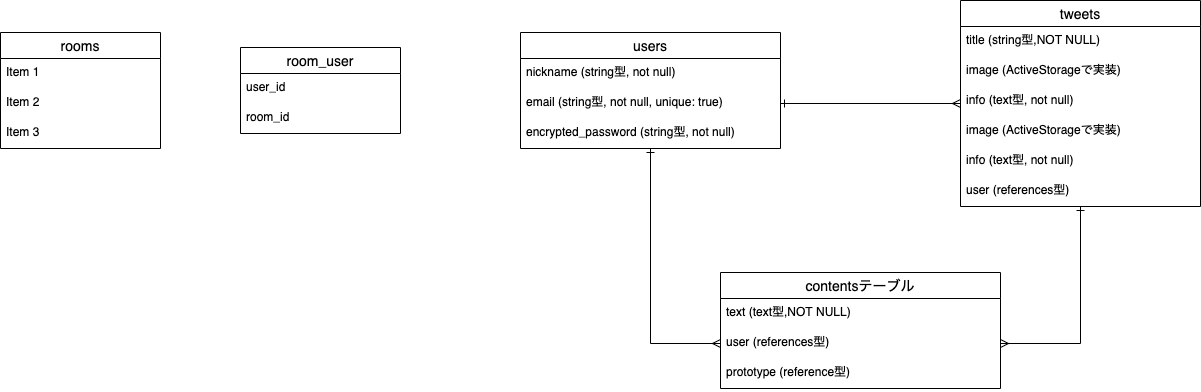 rooms
Item 1
Item 2
Item 3
room_user
user_id
room_id
users
nickname (string型, not null)
email (string型, not null, unique: true)
encrypted_password (string型, not null)
tweets
title (string型,NOT NULL)
image (ActiveStorageで実装)
info (text型, not null)
image (ActiveStorageで実装)
info (text型, not null)
user (references型)
contentsテーブル
text (text型,NOT NULL)
user (references型)
prototype (reference型)